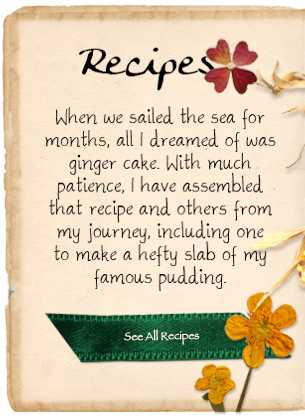 Recipes
When we sailed the sea for
months, all I dreamed of was
ginger cake. With much
patience, I have assembled
that recipe and others from
my journey, including one
to make a hefty slab of my
famous pudding.
See All Recipes